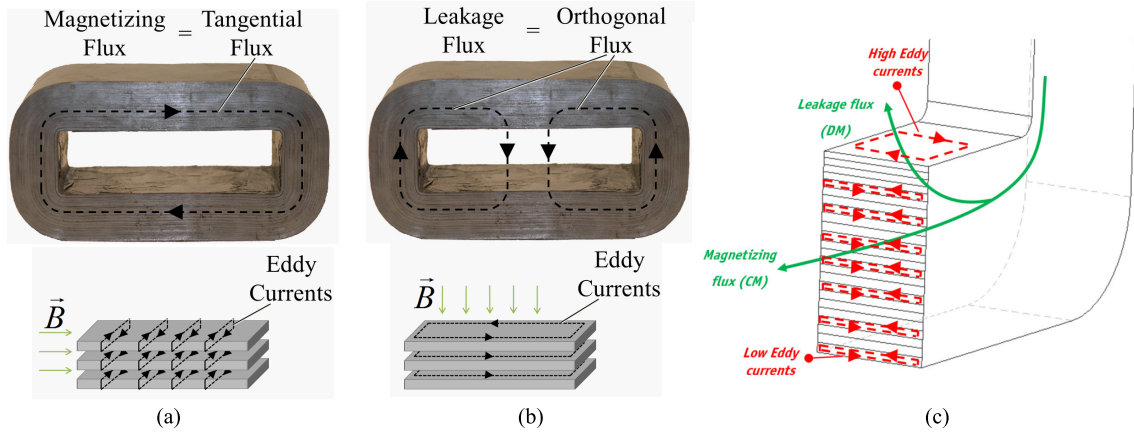 Magnetizing Flux = Tangential Flux
Eddy Currents
B
(a)
Leakage Flux = Orthogonal Flux
Eddy Currents
B
(b)
High Eddy
currents
Leakage flux
(DM)
Magnetizing
flux (CM)
Low Eddy
currents
(c)